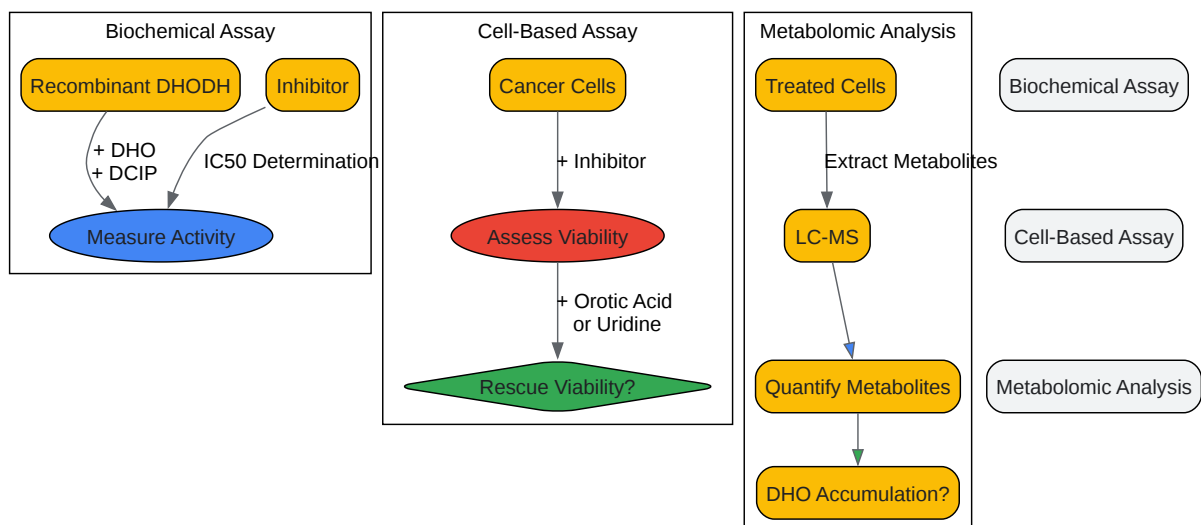 Biochemical Assay
Recombinant DHODH
Inhibitor
+ DHO
+ DCIP
IC50 Determination
Measure Activity
Cell-Based Assay
Cancer Cells
+ Inhibitor
Assess Viability
+ Orotic Acid
or Uridine
Rescue Viability?
Metabolomic Analysis
Treated Cells
Extract Metabolites
LC-MS
Quantify Metabolites
DHO Accumulation?
Biochemical Assay
Cell-Based Assay
Metabolomic Analysis